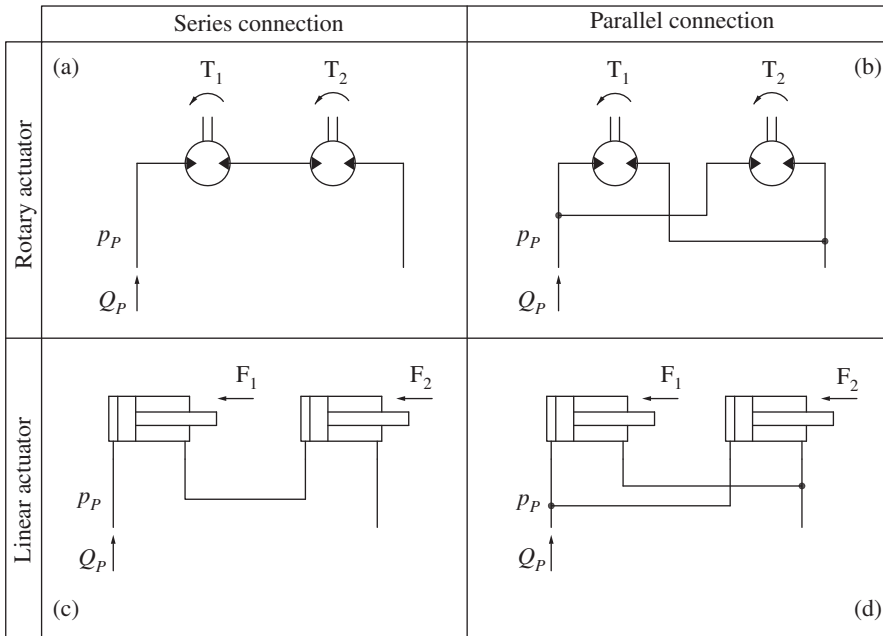 Series connection
Parallel connection
Rotary actuator
(a)
T1
T2
pP
QP
(b)
T1
T2
pP
QP
Linear actuator
F1
F2
pP
QP
(c)
F1
F2
pP
QP
(d)